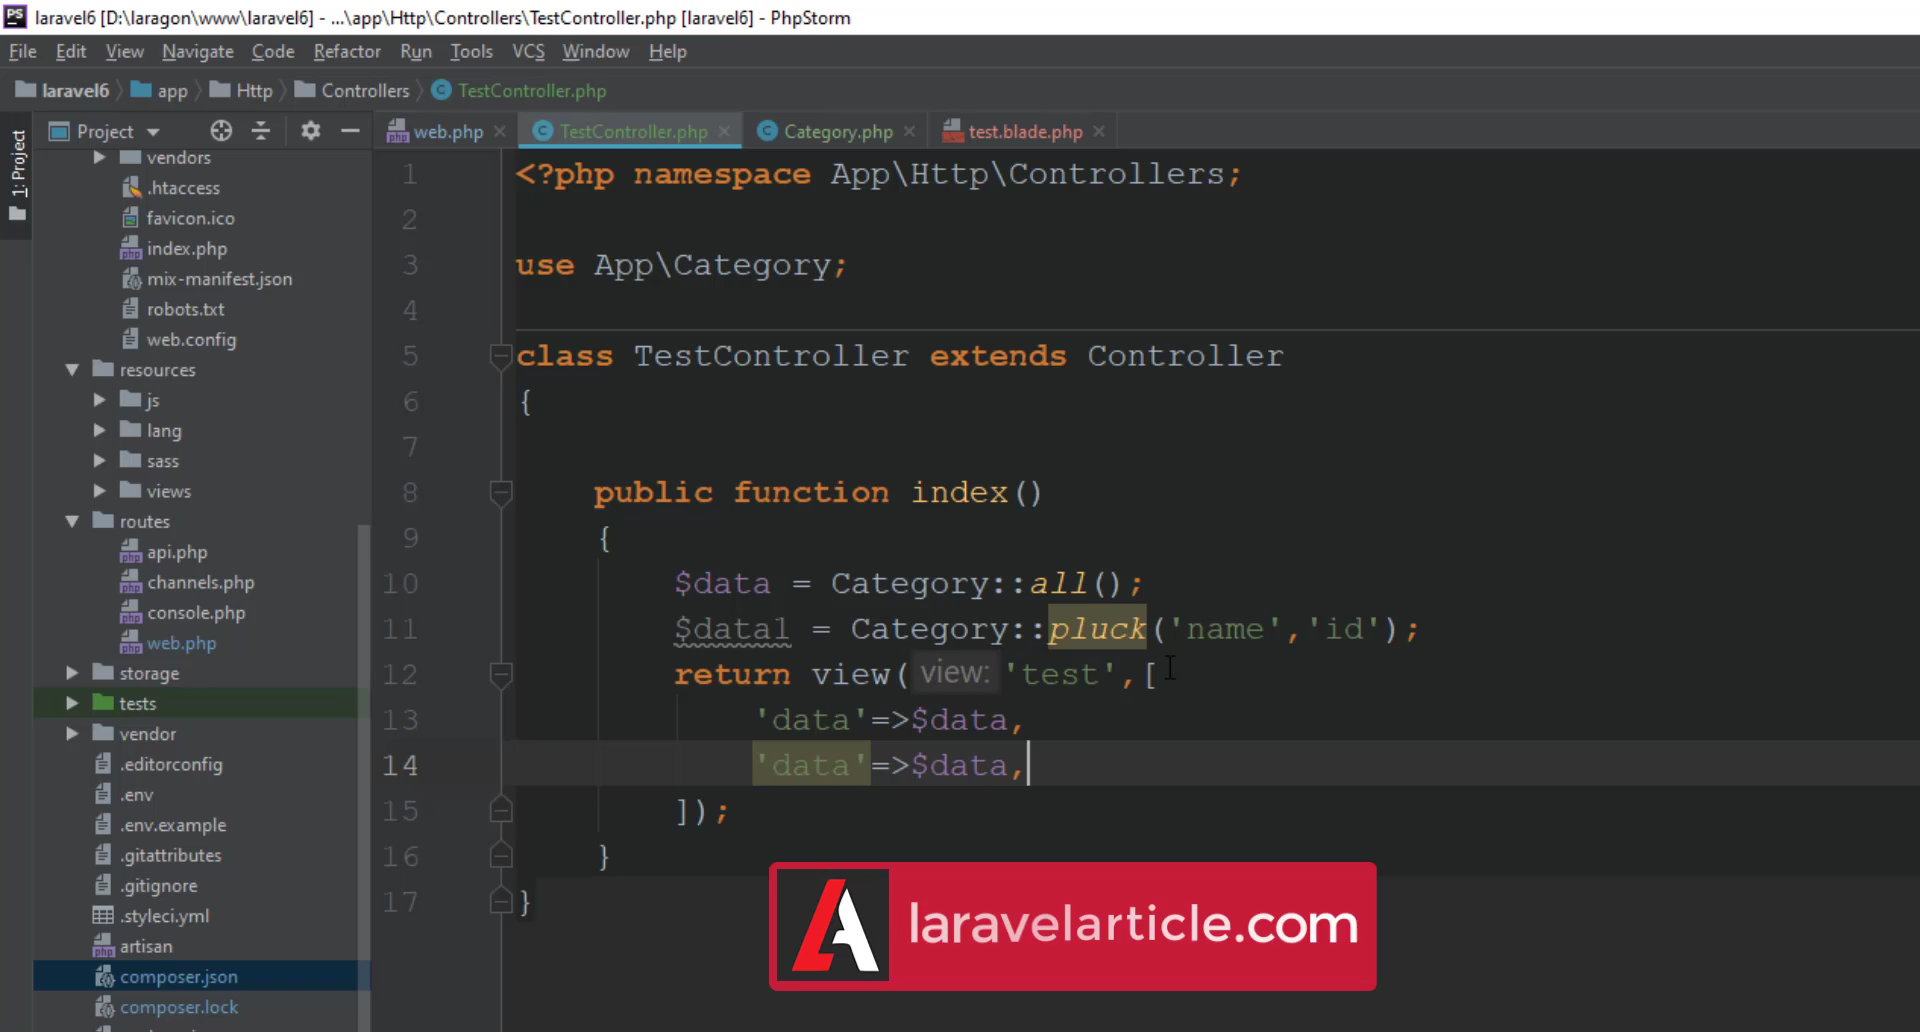 laravel6 [D:\laragon\www\laravel6] - ...\app\Http\Controllers\TestController.php [laravel6] - PhpStorm
File Edit View Navigate Code Refactor Run Tools VCS Window Help
laravel6 app Http Controllers TestController.php
1: Project
Project
web.php TestController.php Category.php test.blade.php
vendors
.htaccess
favicon.ico
index.php
mix-manifest.json
robots.txt
web.config
resources
js
lang
sass
views
routes
api.php
channels.php
console.php
web.php
storage
tests
vendor
.editorconfig
.env
.env.example
.gitattributes
.gitignore
.styleci.yml
artisan
composer.json
composer.lock
1 <?php namespace App\Http\Controllers;
2
3 use App\Category;
4
5 class TestController extends Controller
6 {
7
8 public function index()
9 {
10 $data = Category::all();
11 $data1 = Category::pluck('name','id');
12 return view( view: 'test',[
13 'data'=>$data,
14 'data'=>$data,
15 ]);
16 }
17 }
laravelarticle.com